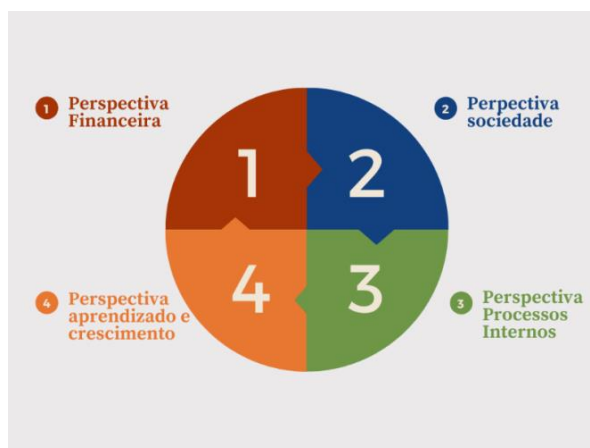 1 Perspectiva
Financeira
2 Perpectiva
sociedade
1
2
4
3
4 Perspectiva
aprendizado e
crescimento
3 Perspectiva
Processos
Internos